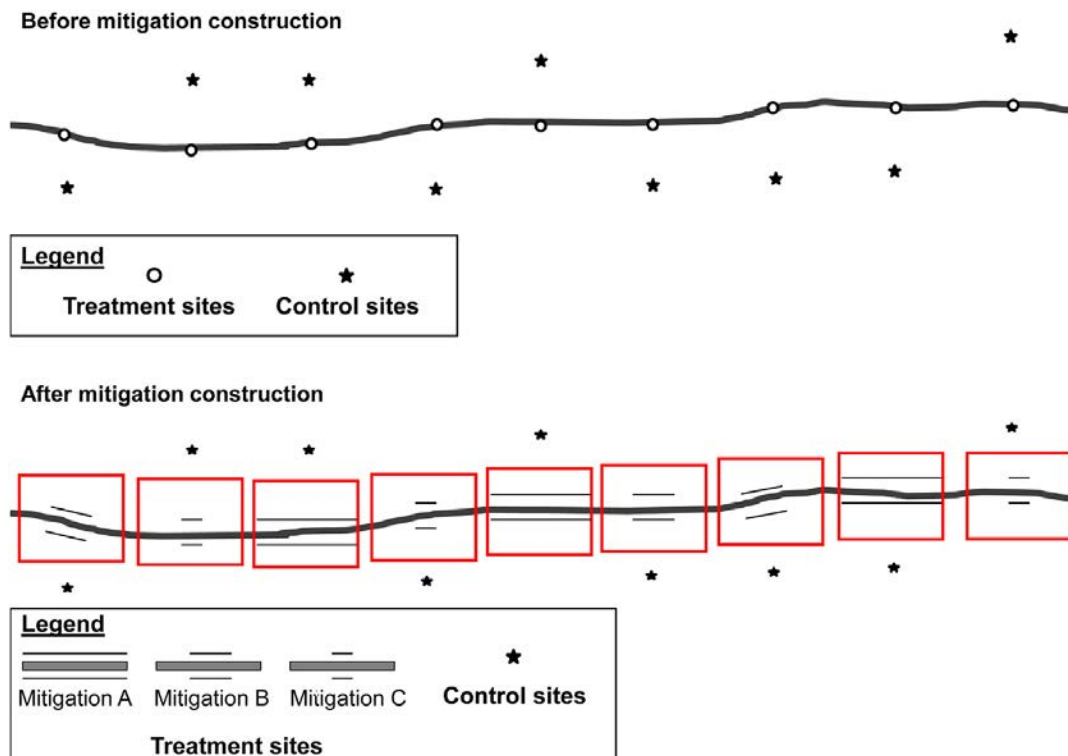 Before mitigation construction
Legend
Treatment sites Control sites
After mitigation construction
Legend
Mitigation A Mitigation B Mitigation C
Control sites
Treatment sites